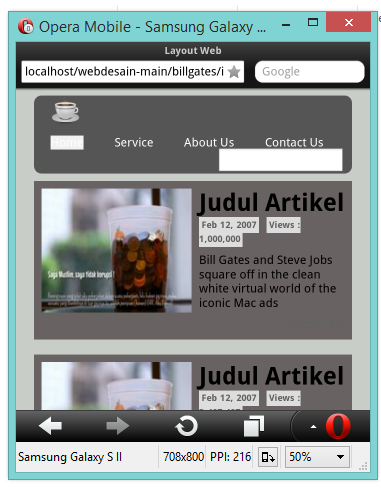 Opera Mobile - Samsung Galaxy ...
Layout Web
localhost/webdesain-main/billgates/i
Google
Home
Service
About Us
Contact Us
Judul Artikel
Feb 12, 2007
Views :
1,000,000
Bill Gates and Steve Jobs
square off in the clean
white virtual world of the
iconic Mac ads
Saya Muslim, saya tidak korupsi!
Judul Artikel
Feb 12, 2007
Views :
Samsung Galaxy S II
708x800
PPI: 216
50%